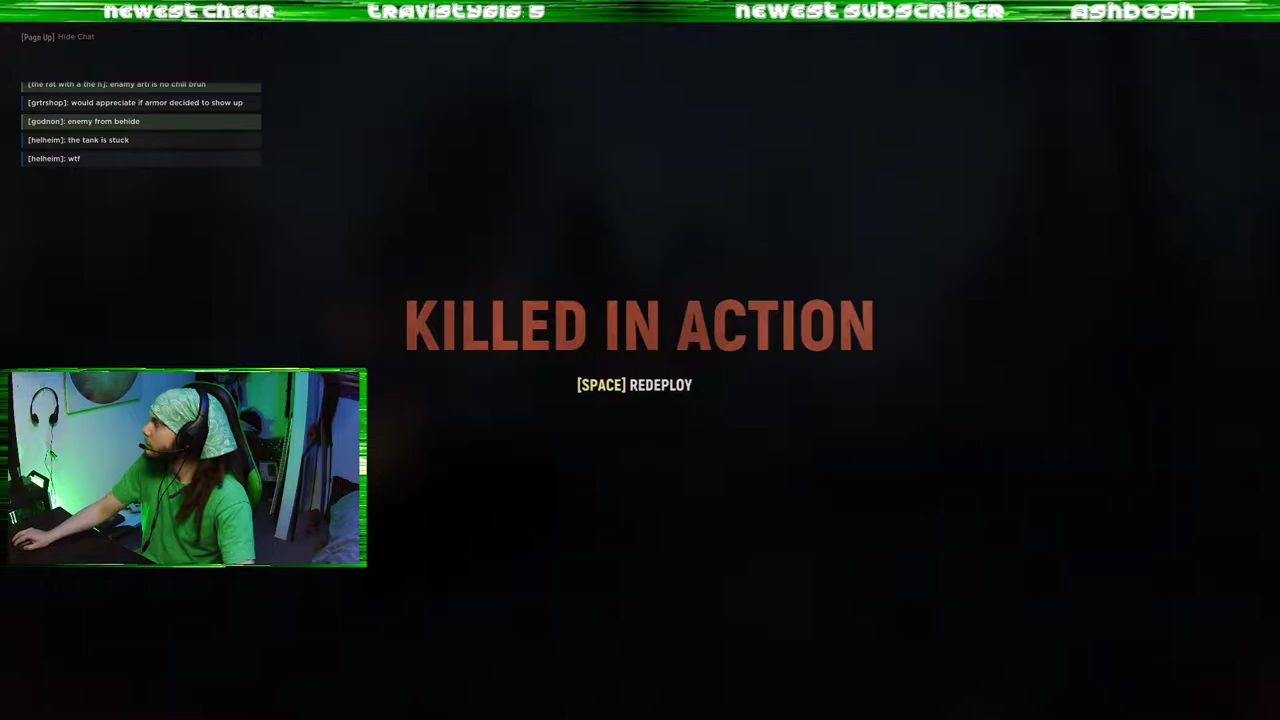 newest cheer travistygis 5 newest subscriber ashbosh
[Page Up] Hide Chat
[the rat with a the h]: enamy arti is no chill bruh
[grtrshop]: would appreciate if armor decided to show up
[godnon]: enemy from behide
[helheim]: the tank is stuck
[helheim]: wtf
KILLED IN ACTION
[SPACE] REDEPLOY